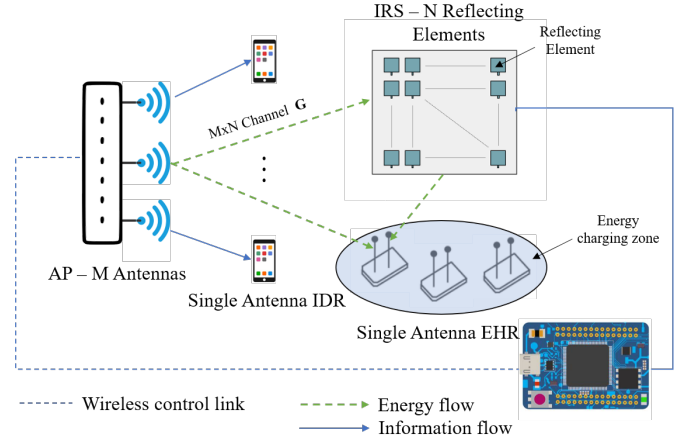 IRS – N Reflecting
Elements
Reflecting
Element
MxN Channel G
AP – M Antennas
Single Antenna IDR
Energy
charging zone
Single Antenna EHR
Wireless control link
Energy flow
Information flow